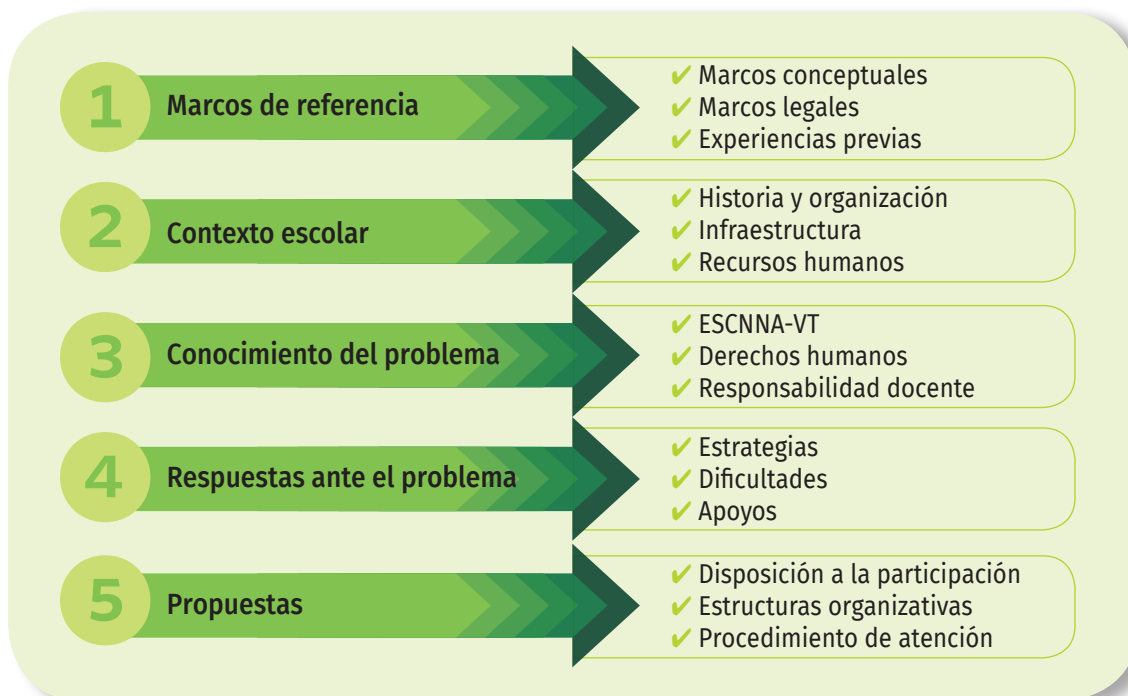 1
Marcos de referencia
✔ Marcos conceptuales
✔ Marcos legales
✔ Experiencias previas
2
Contexto escolar
✔ Historia y organización
✔ Infraestructura
✔ Recursos humanos
3
Conocimiento del problema
✔ ESCNNA-VT
✔ Derechos humanos
✔ Responsabilidad docente
4
Respuestas ante el problema
✔ Estrategias
✔ Dificultades
✔ Apoyos
5
Propuestas
✔ Disposición a la participación
✔ Estructuras organizativas
✔ Procedimiento de atención